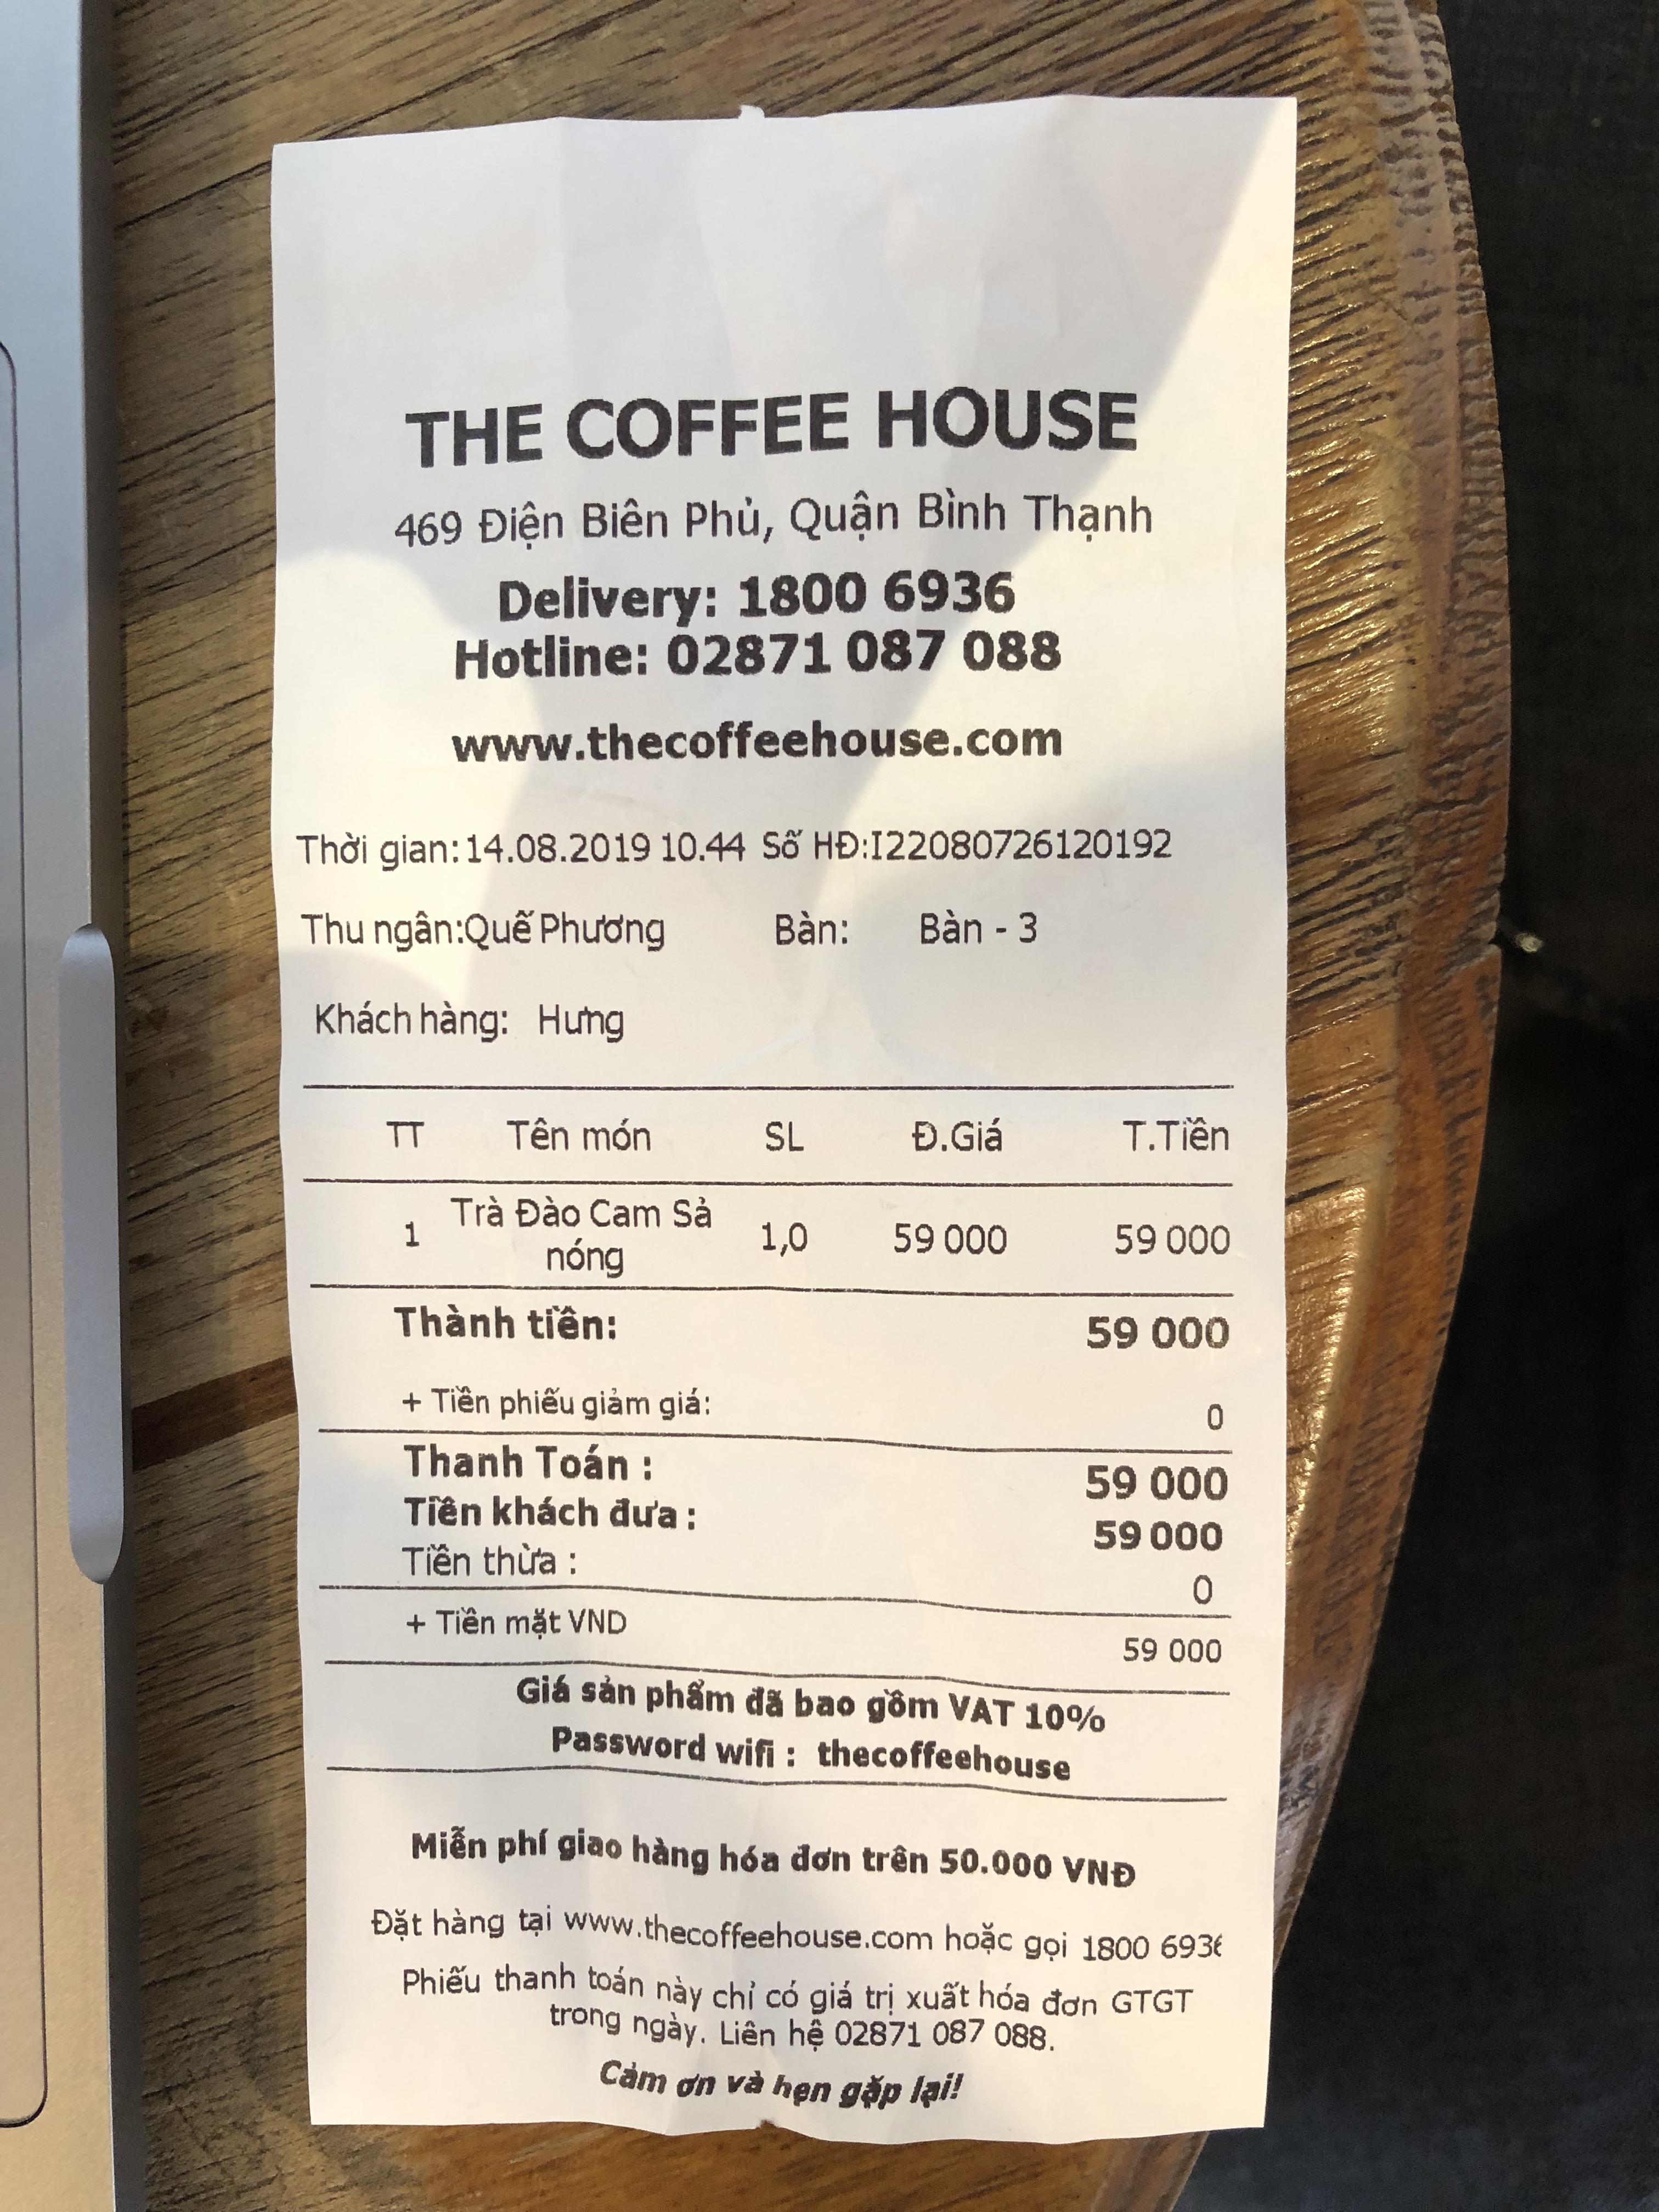 THE COFFEE HOUSE
469 Điện Biên Phủ, Quận Bình Thạnh
Delivery: 1800 6936
Hotline: 02871 087 088
www.thecoffeehouse.com
Thời gian: 14.08.2019 10.44 Số HĐ:I22080726120192
Thu ngân:Quế Phương Bàn: Bàn - 3
Khách hàng: Hưng
TT Tên món SL Đ.Giá T.Tiền
1 Trà Đào Cam Sả 1,0 59 000 59 000
nóng
Thành tiền: 59 000
+ Tiền phiếu giảm giá: 0
Thanh Toán : 59 000
Tiền khách đưa : 59 000
Tiền thừa : 0
+ Tiền mặt VND 59 000
Giá sản phẩm đã bao gồm VAT 10%
Password wifi : thecoffeehouse
Miễn phí giao hàng hóa đơn trên 50.000 VNĐ
Đặt hàng tại www.thecoffeehouse.com hoặc gọi 1800 6936
Phiếu thanh toán này chỉ có giá trị xuất hóa đơn GTGT
trong ngày. Liên hệ 02871 087 088.
Cảm ơn và hẹn gặp lại!